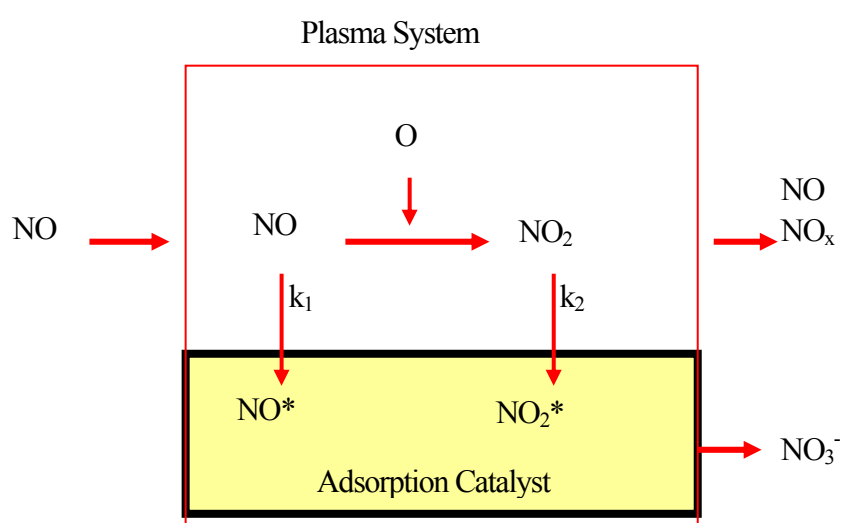 Plasma System
O
NO
NO
NO₂
NO
NOₓ
k₁
k₂
NO*
NO₂*
NO₃⁻
Adsorption Catalyst